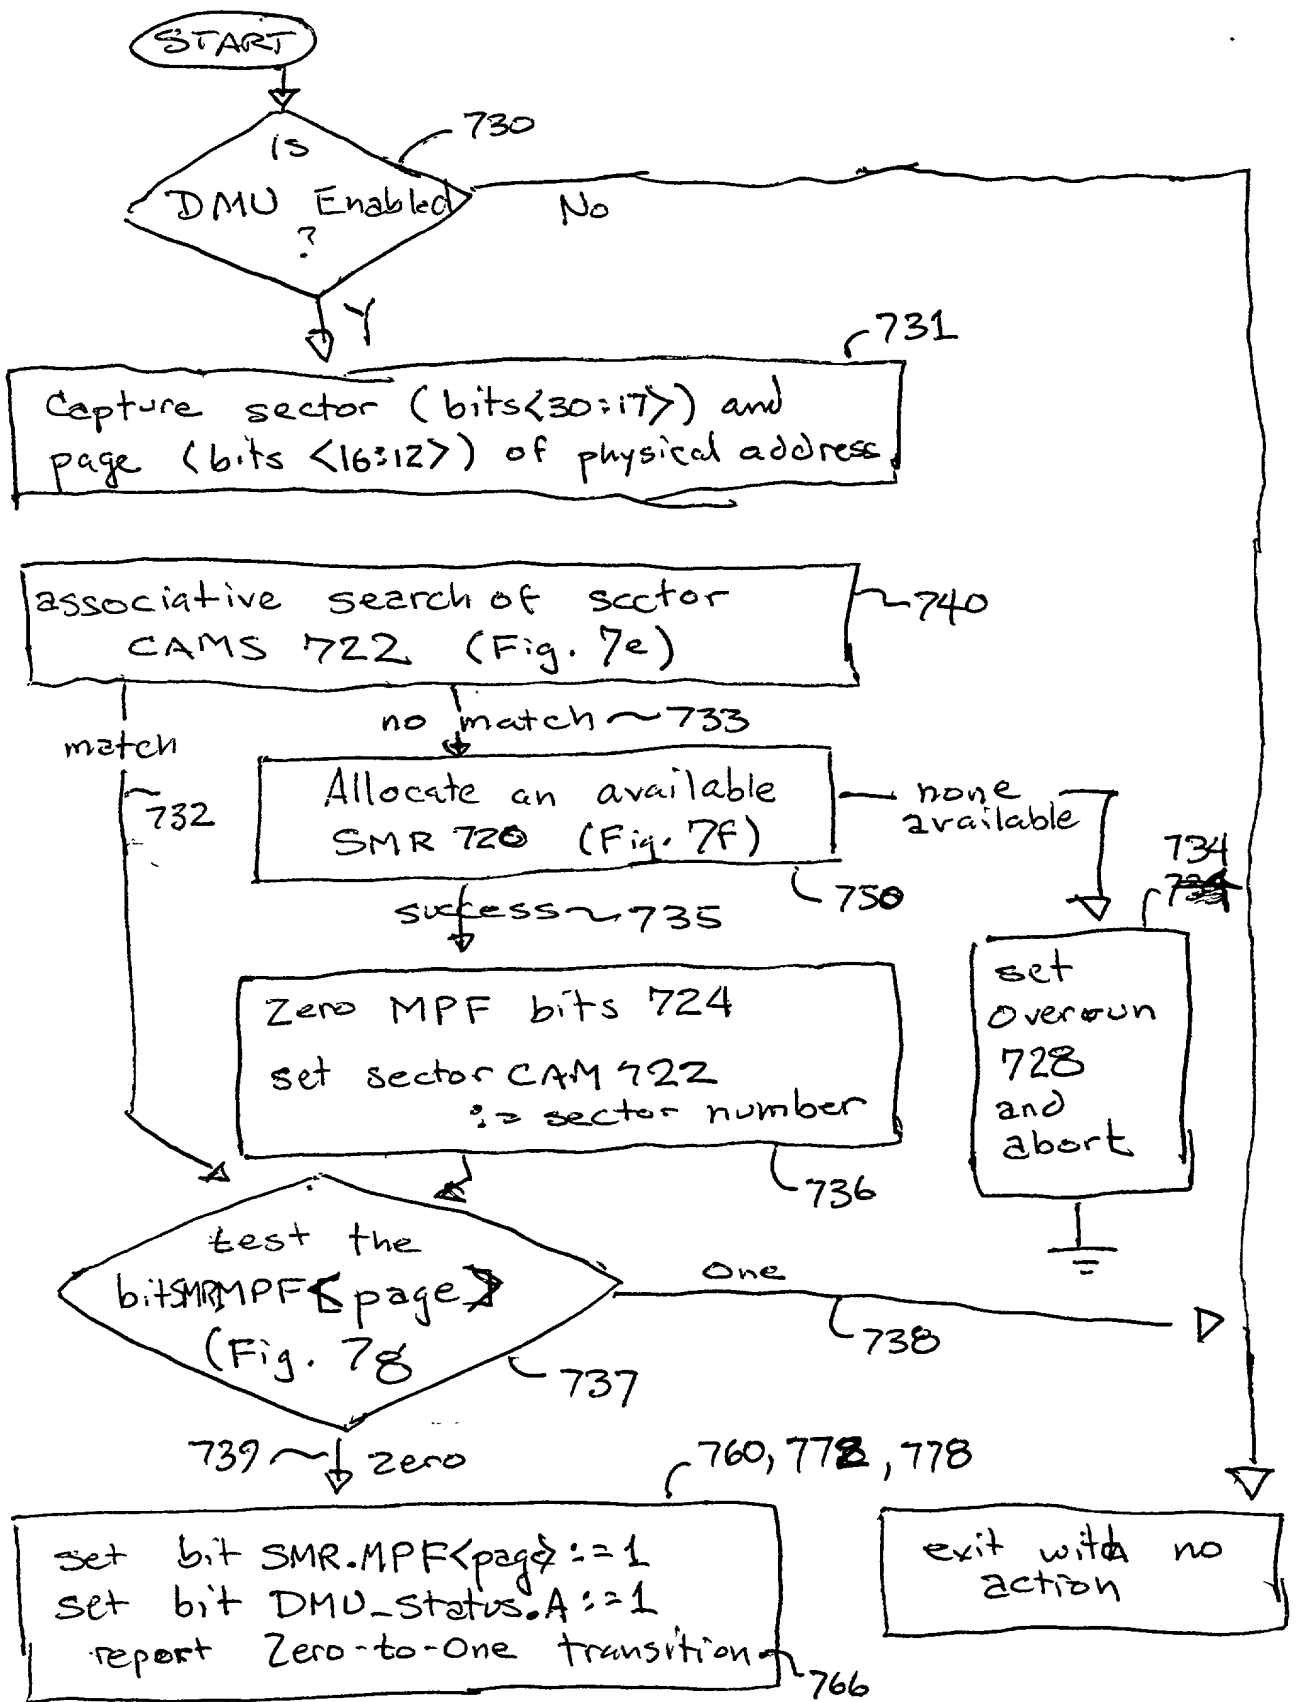 START
730
is
DMU Enabled
?
No
Y
731
Capture sector (bits<30:17>) and
page (bits <16:12>) of physical address
associative search of sector
CAMS 722 (Fig. 7e)
740
match
no match ~ 733
732
Allocate an available
SMR 720 (Fig. 7f)
none
available
750
734
success ~ 735
set
overrun
728
and
abort
Zero MPF bits 724
set sector CAM 722
:= sector number
736
test the
bit SMR MPF<page>
(Fig. 7g
One
738
737
739
zero
760, 772, 778
set bit SMR.MPF<page> :=1
set bit DMU_Status.A :=1
report Zero-to-One transition
766
exit with no
action